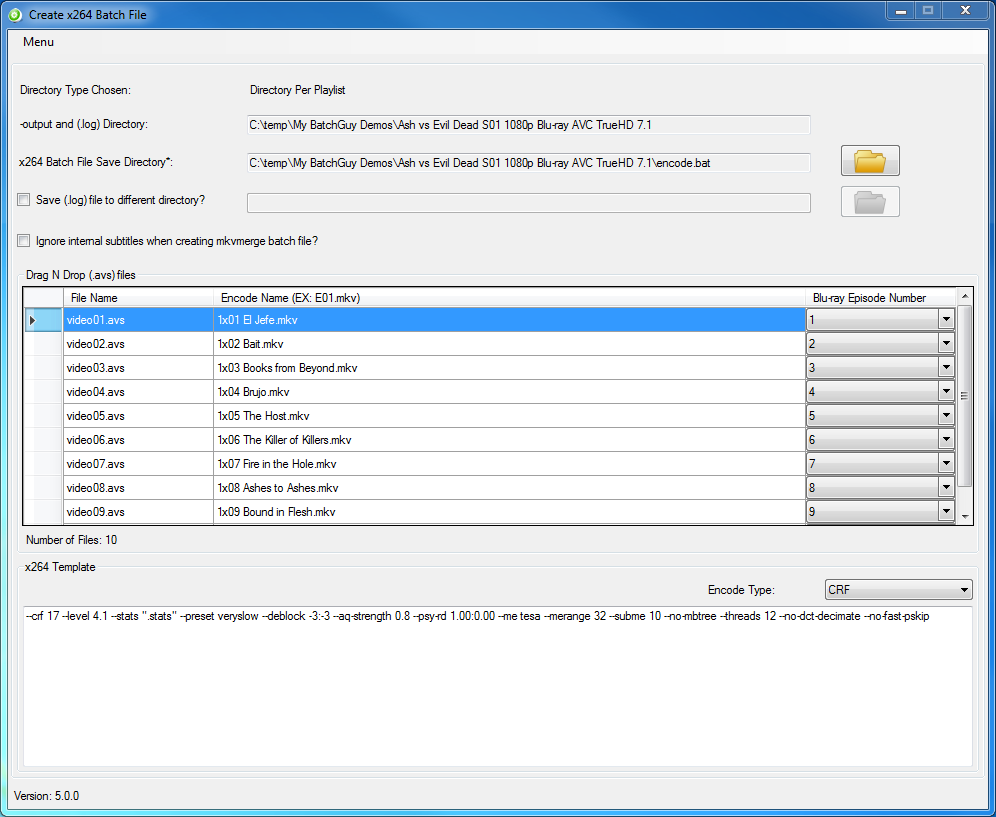 Create x264 Batch File
Menu
Directory Type Chosen: Directory Per Playlist
-output and (.log) Directory: C:\temp\My BatchGuy Demos\Ash vs Evil Dead S01 1080p Blu-ray AVC TrueHD 7.1
x264 Batch File Save Directory*: C:\temp\My BatchGuy Demos\Ash vs Evil Dead S01 1080p Blu-ray AVC TrueHD 7.1\encode.bat
Save (.log) file to different directory?
Ignore internal subtitles when creating mkvmerge batch file?
Drag N Drop (.avs) files
File Name Encode Name (EX: E01.mkv) Blu-ray Episode Number
video01.avs 1x01 El Jefe.mkv 1
video02.avs 1x02 Bait.mkv 2
video03.avs 1x03 Books from Beyond.mkv 3
video04.avs 1x04 Brujo.mkv 4
video05.avs 1x05 The Host.mkv 5
video06.avs 1x06 The Killer of Killers.mkv 6
video07.avs 1x07 Fire in the Hole.mkv 7
video08.avs 1x08 Ashes to Ashes.mkv 8
video09.avs 1x09 Bound in Flesh.mkv 9
Number of Files: 10
x264 Template
Encode Type: CRF
--crf 17 --level 4.1 --stats ".stats" --preset veryslow --deblock -3:-3 --aq-strength 0.8 --psy-rd 1.00:0.00 --me tesa --merange 32 --subme 10 --no-mbtree --threads 12 --no-dct-decimate --no-fast-pskip
Version: 5.0.0